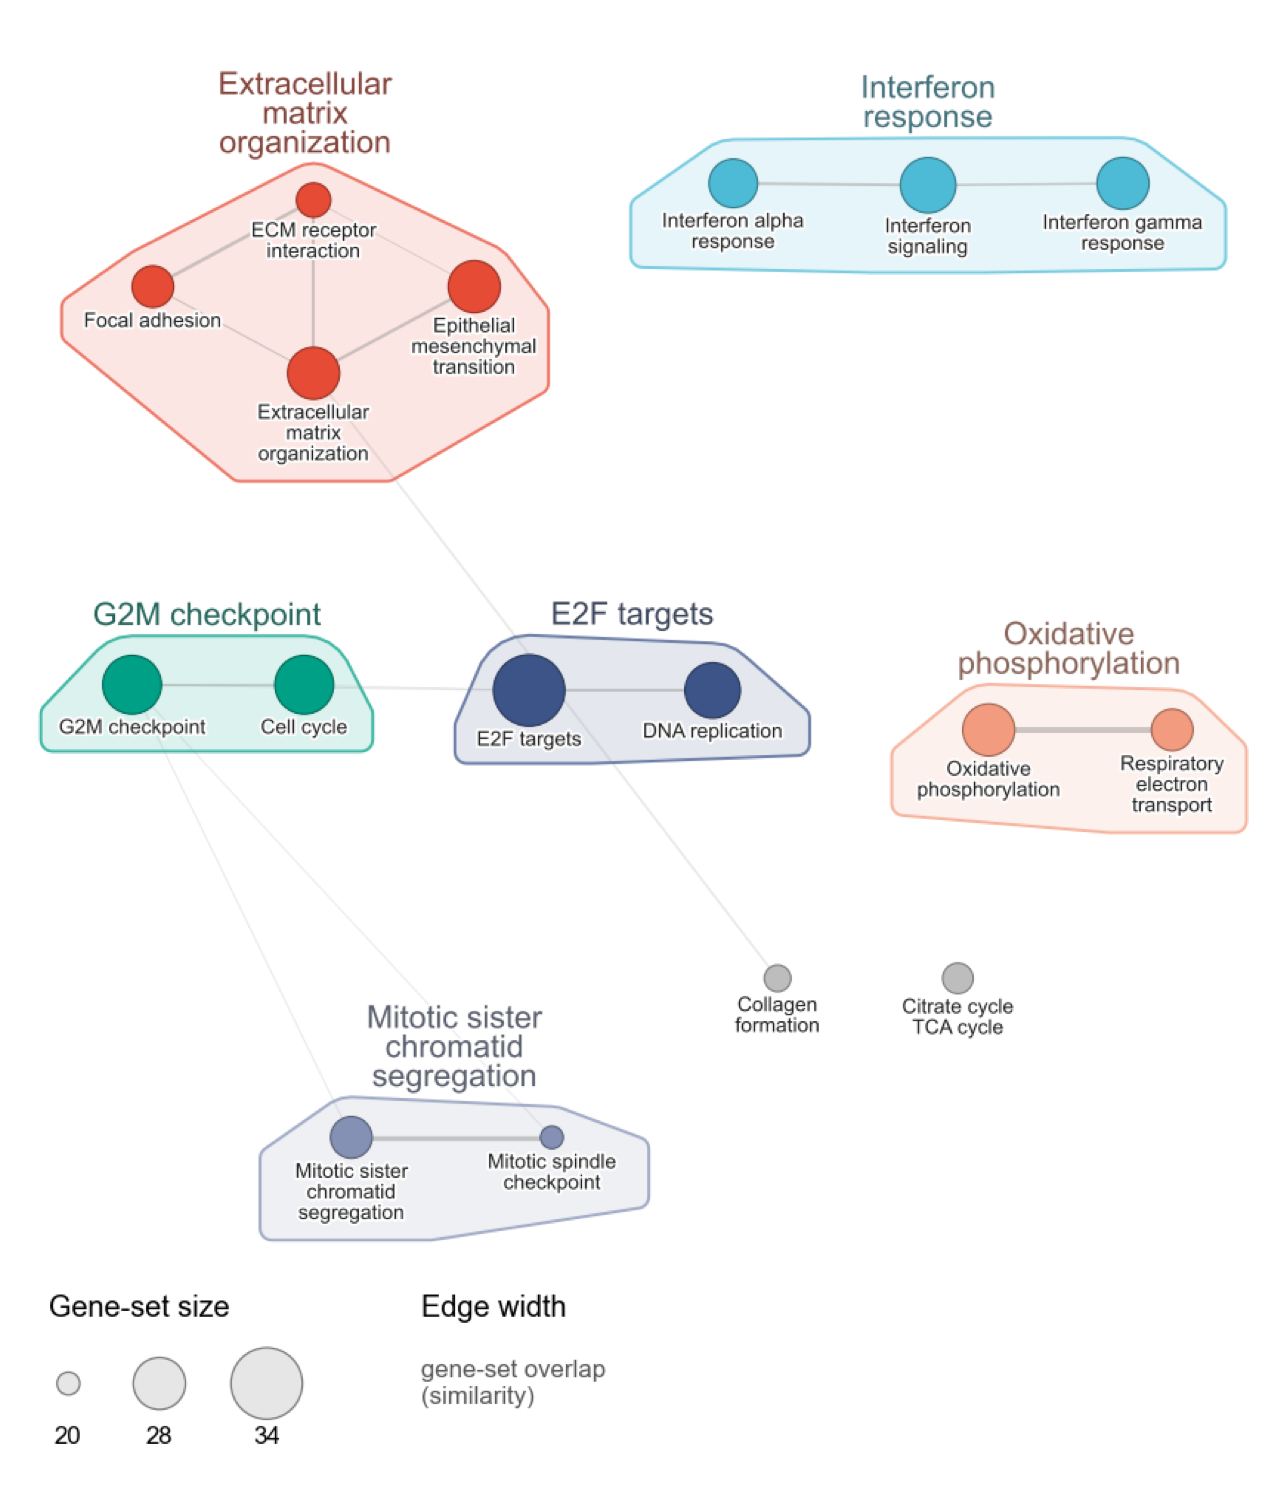 Extracellular
matrix
organization
Interferon
response
ECM receptor
interaction
Focal adhesion
Epithelial
mesenchymal
transition
Extracellular
matrix
organization
Interferon alpha
response
Interferon
signaling
Interferon gamma
response
G2M checkpoint
G2M checkpoint
Cell cycle
E2F targets
E2F targets
DNA replication
Oxidative
phosphorylation
Oxidative
phosphorylation
Respiratory
electron
transport
Collagen
formation
Citrate cycle
TCA cycle
Mitotic sister
chromatid
segregation
Mitotic sister
chromatid
segregation
Mitotic spindle
checkpoint
Gene-set size
20
28
34
Edge width
gene-set overlap
(similarity)